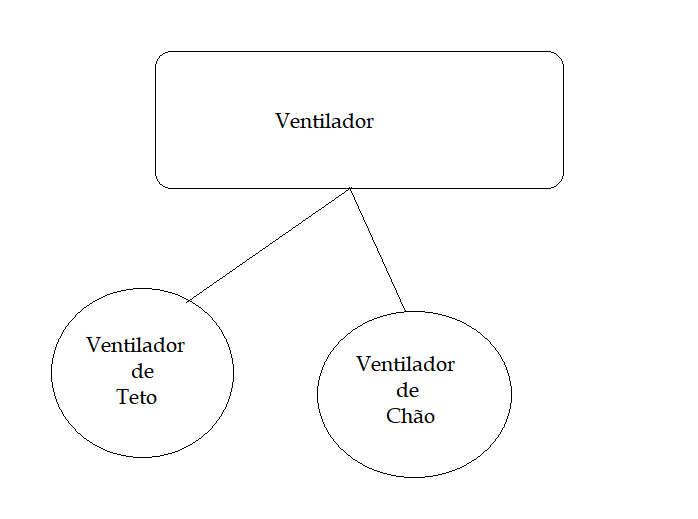 Ventilador
Ventilador
de
Teto
Ventilador
de
Chão